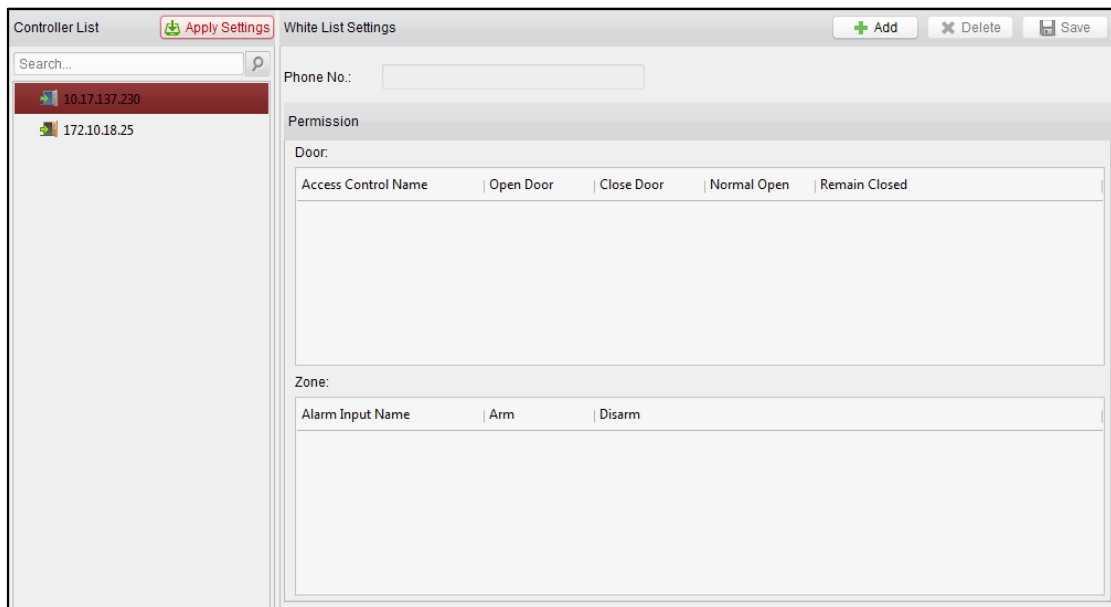 Controller List
Apply Settings
White List Settings
Add
Delete
Save
Search...
10.17.137.230
172.10.18.25
Phone No.:
Permission
Door:
Access Control Name
Open Door
Close Door
Normal Open
Remain Closed
Zone:
Alarm Input Name
Arm
Disarm